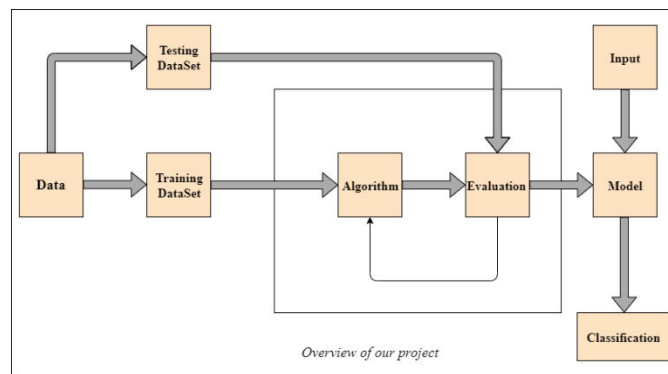 Testing
DataSet
Input
Data
Training
DataSet
Algorithm
Evaluation
Model
Classification
Overview of our project